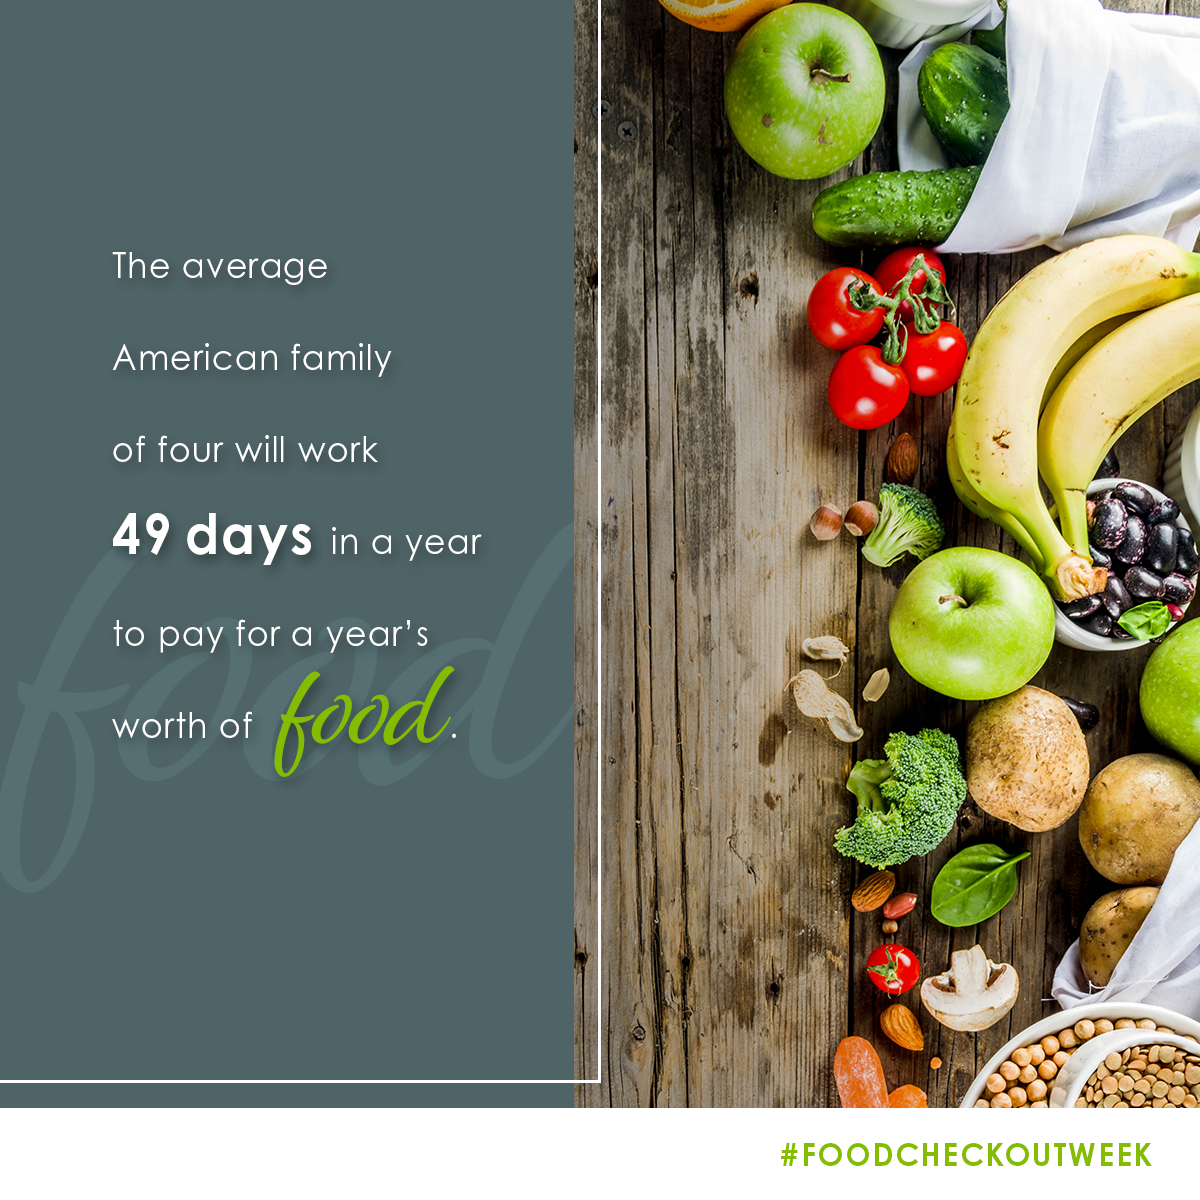 The average
American family
of four will work
49 days in a year
to pay for a year’s
worth of food.
food
#FOODCHECKOUTWEEK